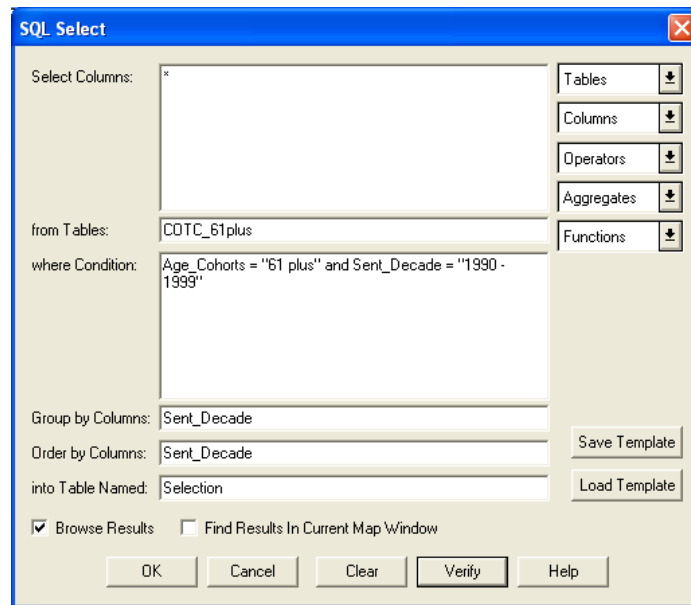 SQL Select
Select Columns:
*
Tables
Columns
Operators
Aggregates
from Tables:
COTC_61plus
Functions
where Condition:
Age_Cohorts = "61 plus" and Sent_Decade = "1990 -
1999"
Group by Columns:
Sent_Decade
Order by Columns:
Sent_Decade
Save Template
into Table Named:
Selection
Load Template
Browse Results
Find Results In Current Map Window
OK
Cancel
Clear
Verify
Help